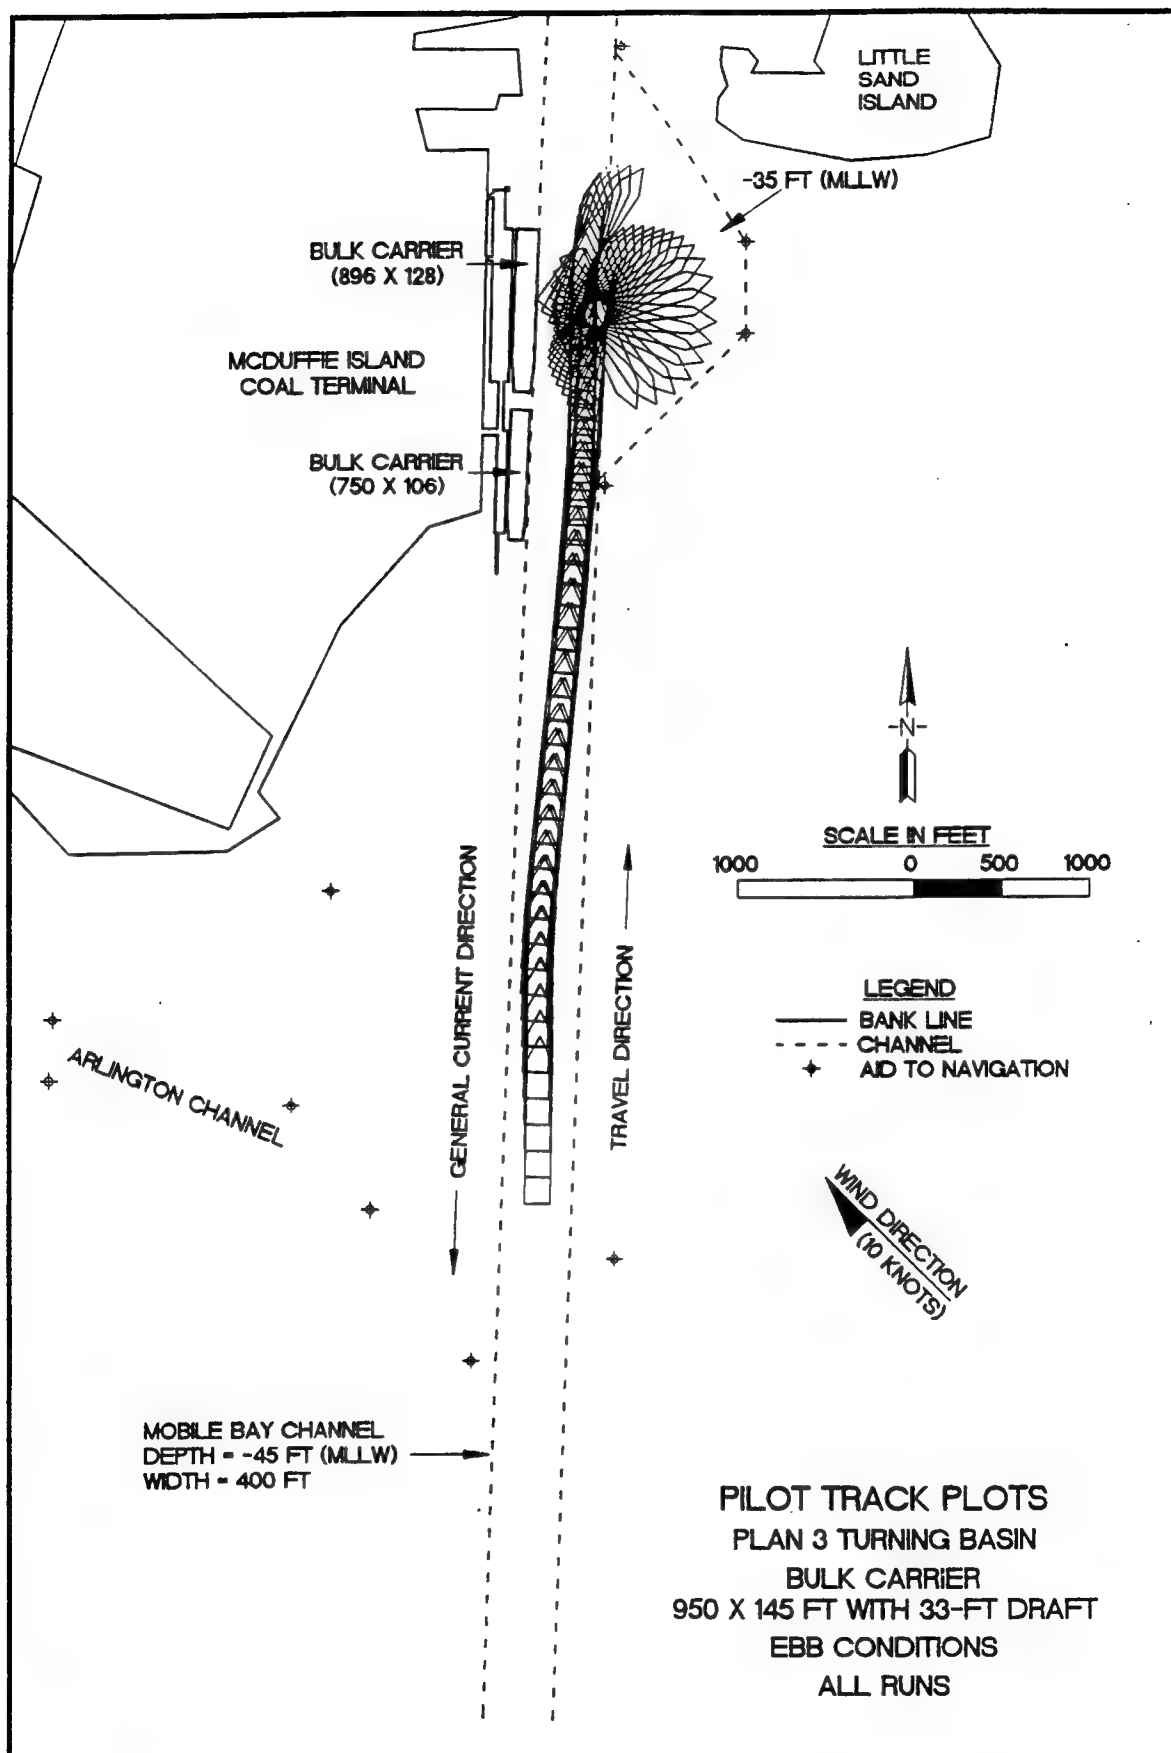 LITTLE
SAND
ISLAND
-35 FT (MLLW)
BULK CARRIER
(896 X 128)
MCDUFFIE ISLAND
COAL TERMINAL
BULK CARRIER
(750 X 106)
-N-
SCALE IN FEET
1000 0 500 1000
GENERAL CURRENT DIRECTION
TRAVEL DIRECTION
LEGEND
BANK LINE
CHANNEL
AID TO NAVIGATION
ARLINGTON CHANNEL
WIND DIRECTION
(10 KNOTS)
MOBILE BAY CHANNEL
DEPTH = -45 FT (MLLW)
WIDTH = 400 FT
PILOT TRACK PLOTS
PLAN 3 TURNING BASIN
BULK CARRIER
950 X 145 FT WITH 33-FT DRAFT
EBB CONDITIONS
ALL RUNS